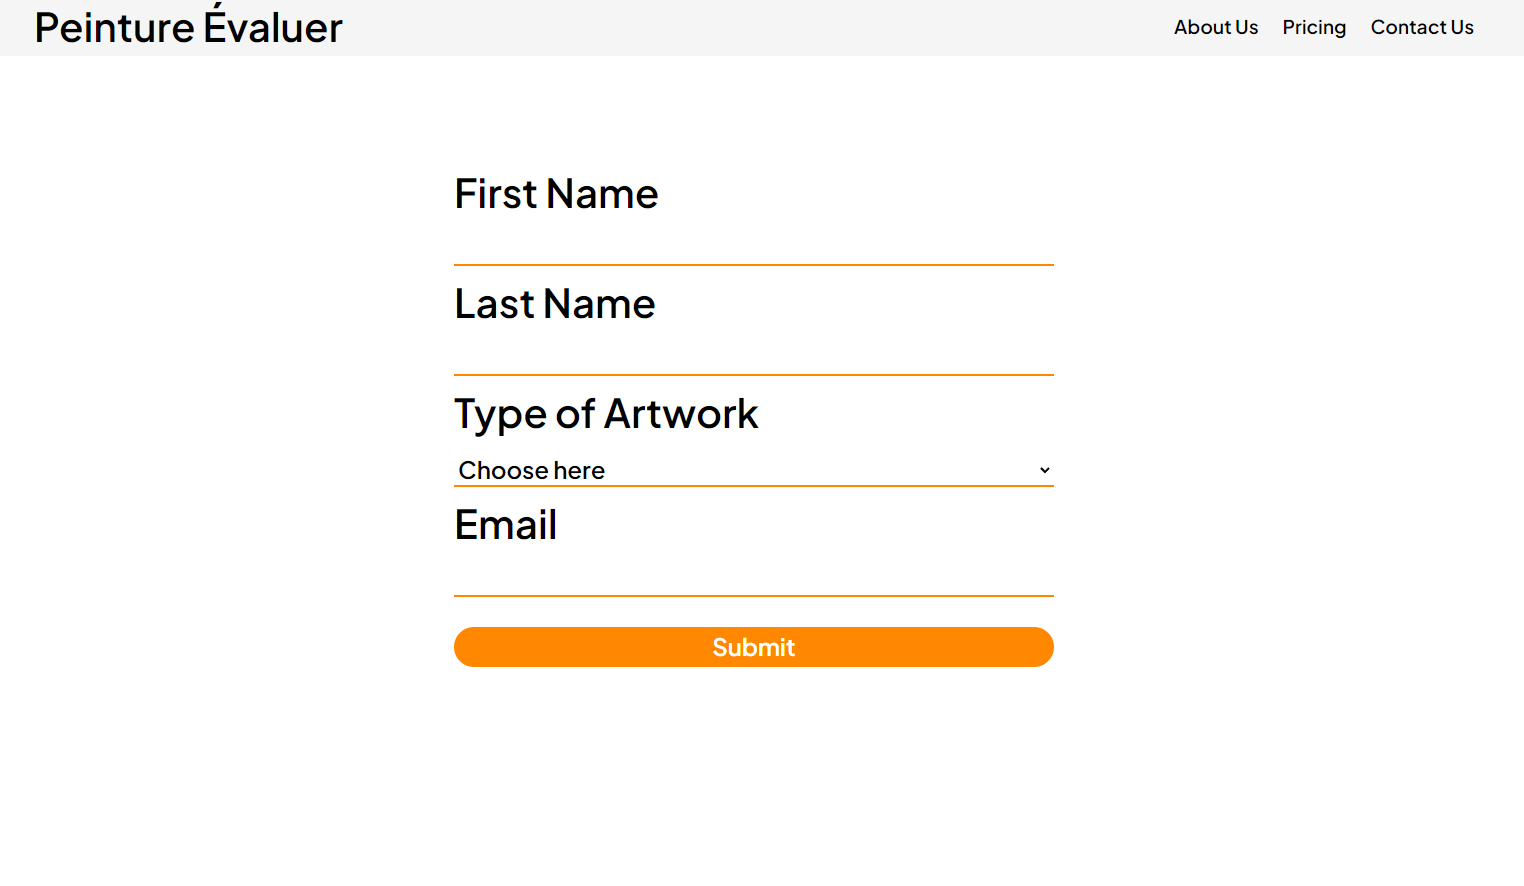 Peinture Évaluer
About Us Pricing Contact Us
First Name
Last Name
Type of Artwork
Choose here
Email
Submit